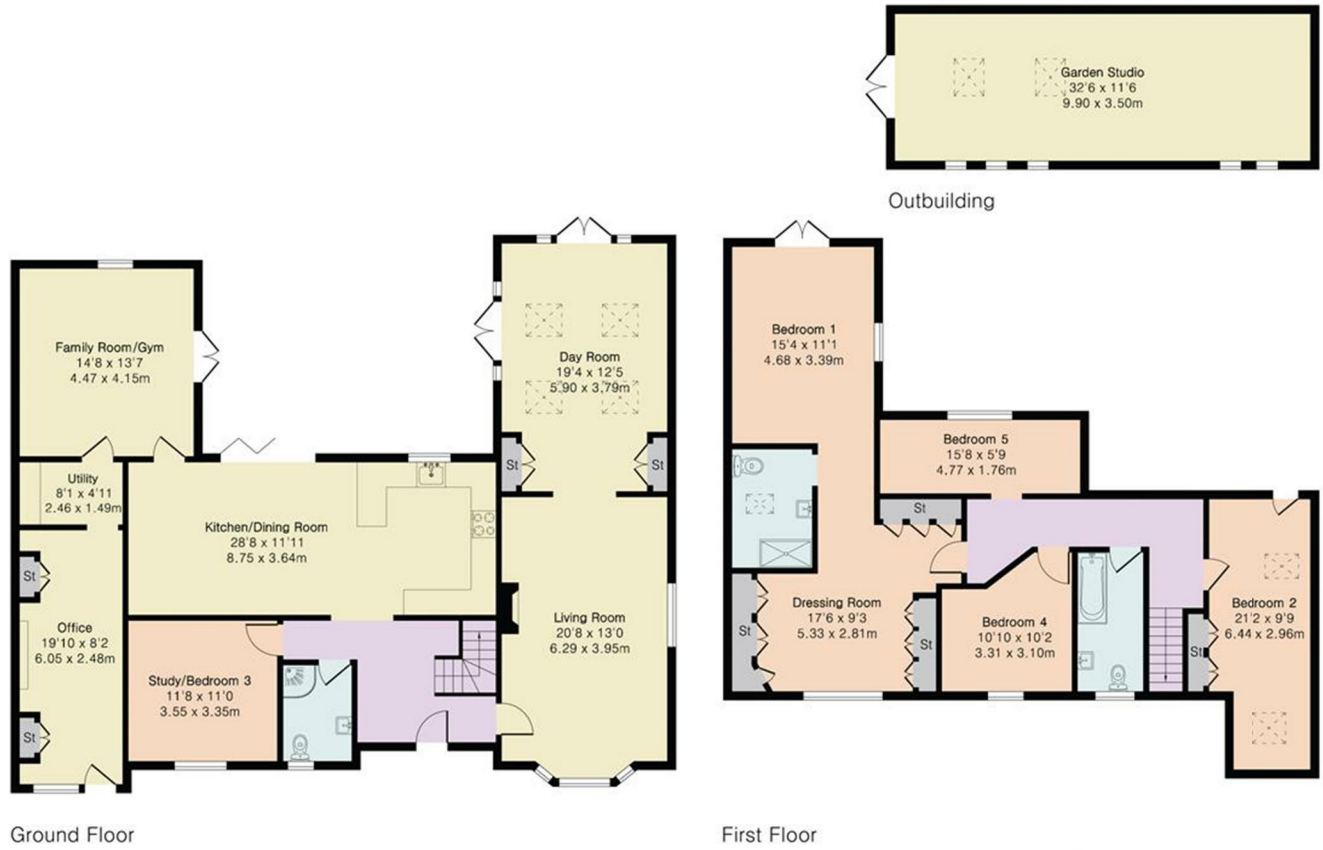 Garden Studio
32'6 x 11'6
9.90 x 3.50m
Outbuilding
Family Room/Gym
14'8 x 13'7
4.47 x 4.15m
Day Room
19'4 x 12'5
5.90 x 3.79m
St
St
Utility
8'1 x 4'11
2.46 x 1.49m
Kitchen/Dining Room
28'8 x 11'11
8.75 x 3.64m
St
Office
19'10 x 8'2
6.05 x 2.48m
St
Study/Bedroom 3
11'8 x 11'0
3.55 x 3.35m
Living Room
20'8 x 13'0
6.29 x 3.95m
Ground Floor
Bedroom 1
15'4 x 11'1
4.68 x 3.39m
Bedroom 5
15'8 x 5'9
4.77 x 1.76m
St
Dressing Room
17'6 x 9'3
5.33 x 2.81m
St
St
Bedroom 4
10'10 x 10'2
3.31 x 3.10m
Bedroom 2
21'2 x 9'9
6.44 x 2.96m
St
First Floor